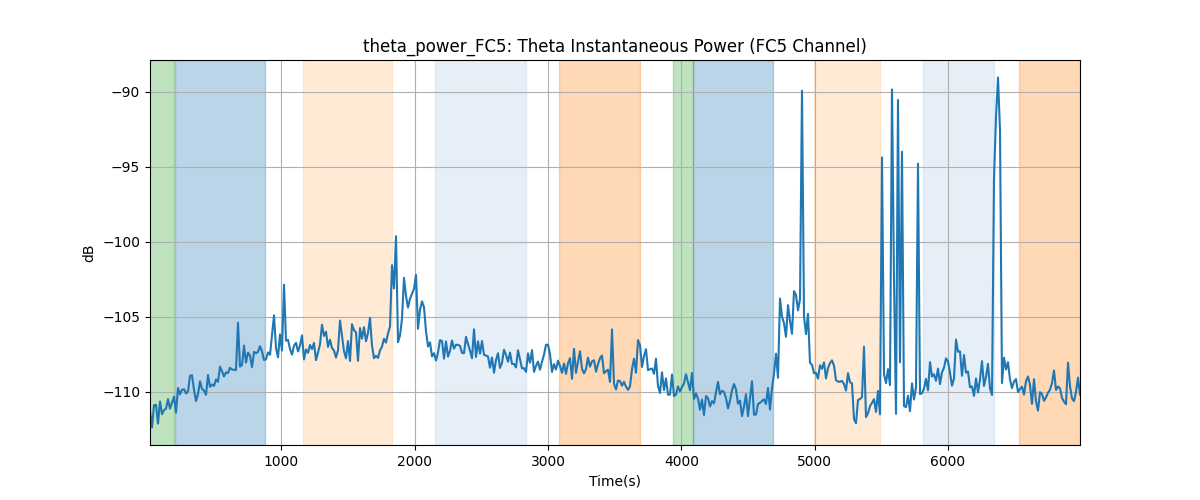 theta_power_FC5: Theta Instantaneous Power (FC5 Channel)
−90
−95
−100
−105
−110
dB
1000 2000 3000 4000 5000 6000
Time(s)